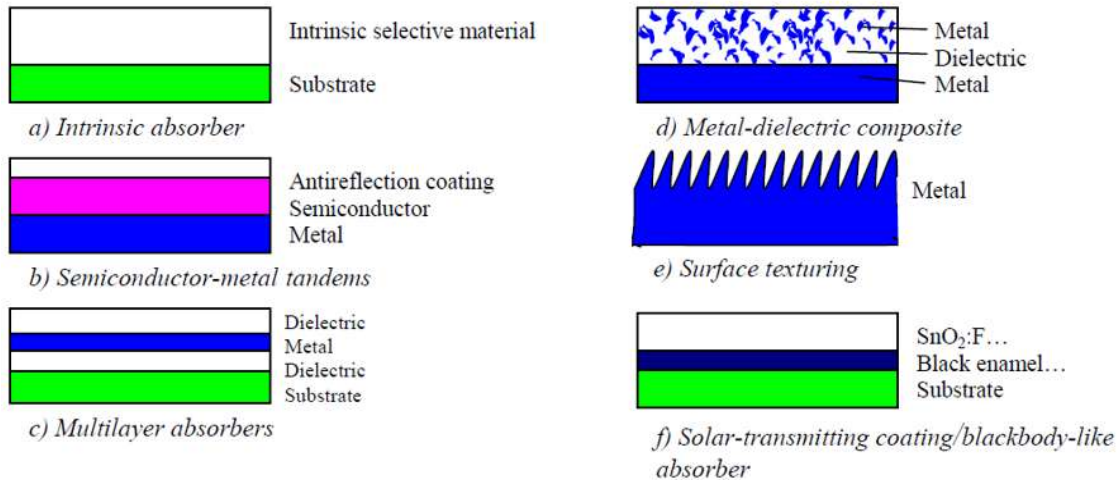 Intrinsic selective material
Substrate
a) Intrinsic absorber
Antireflection coating
Semiconductor
Metal
b) Semiconductor-metal tandems
Dielectric
Metal
Dielectric
Substrate
c) Multilayer absorbers
Metal
Dielectric
Metal
d) Metal-dielectric composite
Metal
e) Surface texturing
SnO₂:F…
Black enamel…
Substrate
f) Solar-transmitting coating/blackbody-like
absorber